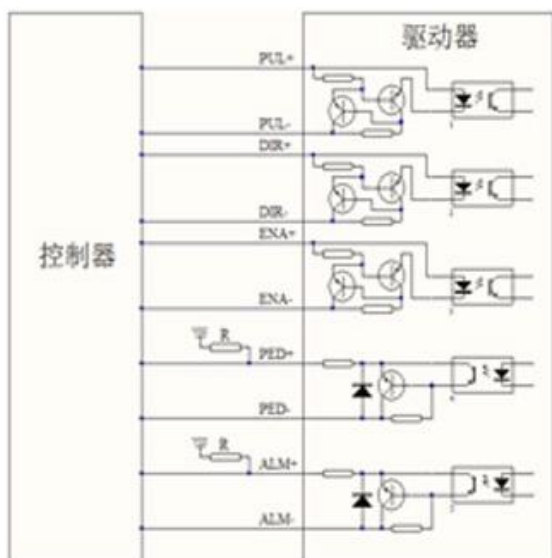 驱动器
PUL+
PUL-
DIR+
DIR-
ENA+
控制器
ENA-
R
PED+
PED-
R
ALM+
ALM-